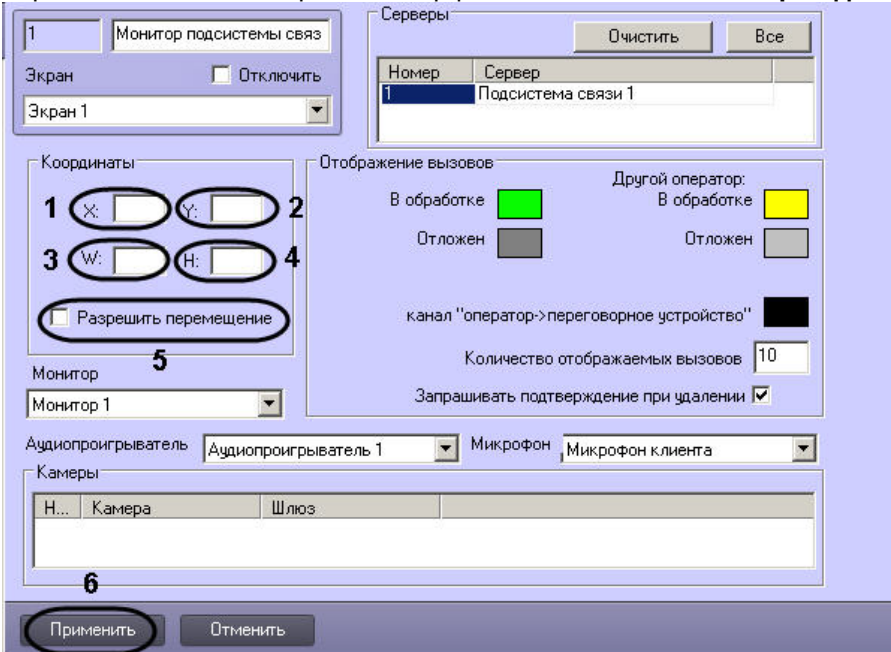 Серверы
1 Монитор подсистемы связ
Очистить Все
Экран Отключить
Номер Сервер
Экран 1
1 Подсистема связи 1
Координаты
Отображение вызовов
Другой оператор:
1 X: Y: 2
В обработке В обработке
3 W: H: 4
Отложен Отложен
Разрешить перемещение
канал "оператор->переговорное устройство"
5
Количество отображаемых вызовов 10
Монитор
Запрашивать подтверждение при удалении
Монитор 1
Аудиопроигрыватель Аудиопроигрыватель 1 Микрофон Микрофон клиента
Камеры
Н... Камера Шлюз
6
Применить Отменить